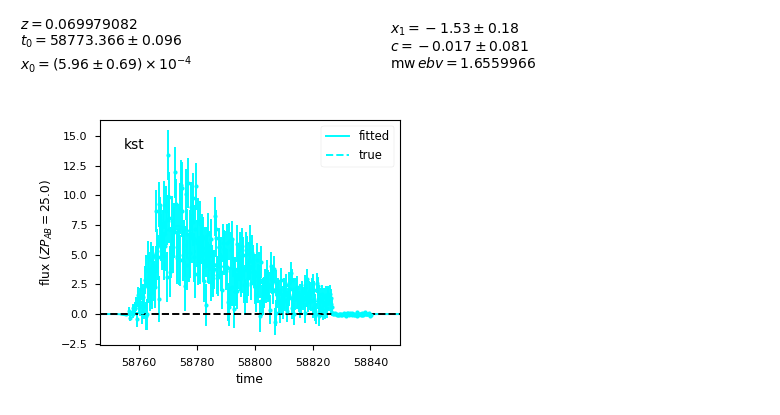 z = 0.069979082
t₀ = 58773.366 ± 0.096
x₀ = (5.96 ± 0.69) × 10⁻⁴
x₁ = −1.53 ± 0.18
c = −0.017 ± 0.081
mw ebv = 1.6559966
kst
fitted
true
15.0
12.5
10.0
7.5
5.0
2.5
0.0
−2.5
flux (ZP_AB = 25.0)
58760 58780 58800 58820 58840
time